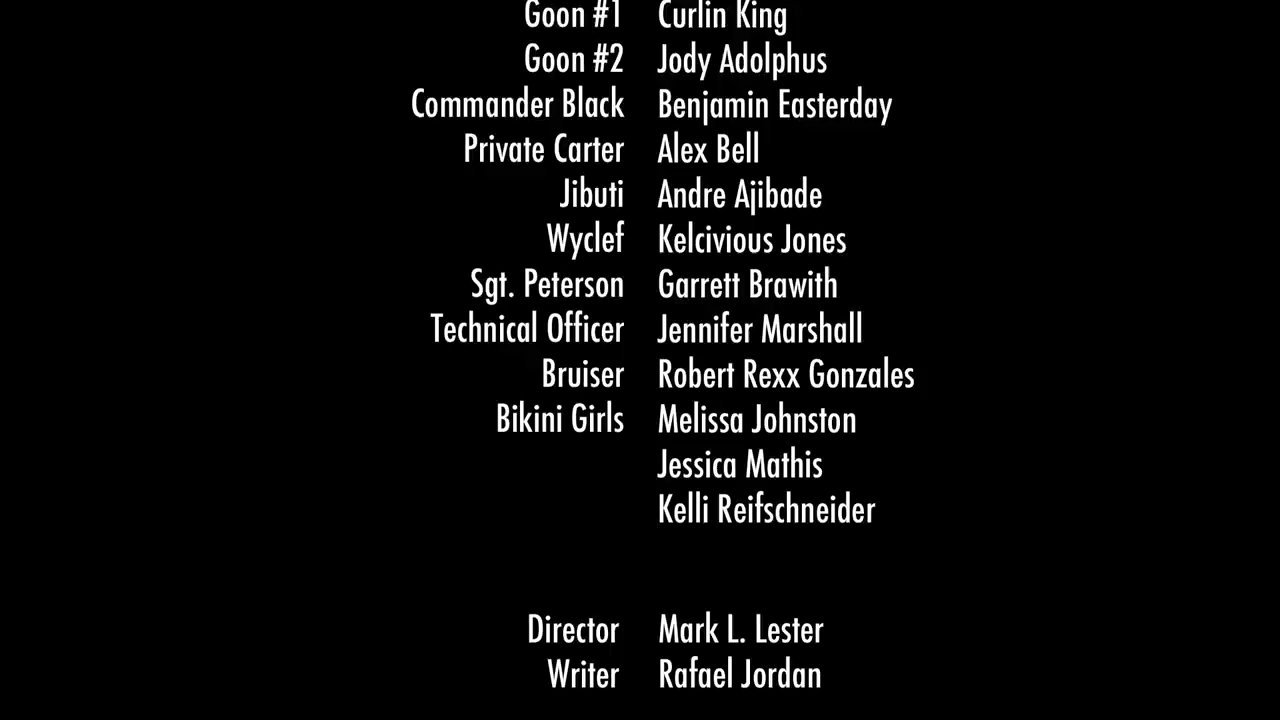 Goon #1 Curlin King
Goon #2 Jody Adolphus
Commander Black Benjamin Easterday
Private Carter Alex Bell
Jibuti Andre Ajibade
Wyclef Kelcivious Jones
Sgt. Peterson Garrett Brawith
Technical Officer Jennifer Marshall
Bruiser Robert Rexx Gonzales
Bikini Girls Melissa Johnston
Jessica Mathis
Kelli Reifschneider
Director Mark L. Lester
Writer Rafael Jordan